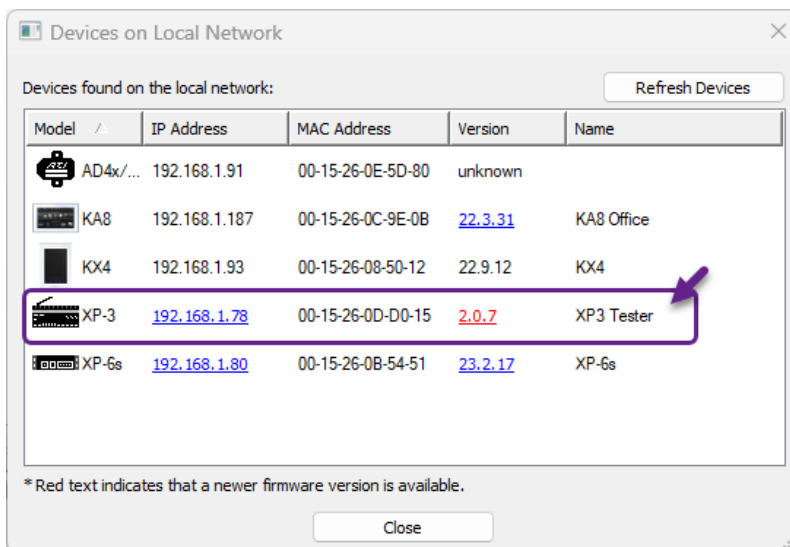 Devices on Local Network
Devices found on the local network:
Refresh Devices
Model IP Address MAC Address Version Name
AD4x/... 192.168.1.91 00-15-26-0E-5D-80 unknown
KA8 192.168.1.187 00-15-26-0C-9E-0B 22.3.31 KA8 Office
KX4 192.168.1.93 00-15-26-08-50-12 22.9.12 KX4
XP-3 192.168.1.78 00-15-26-0D-D0-15 2.0.7 XP3 Tester
XP-6s 192.168.1.80 00-15-26-0B-54-51 23.2.17 XP-6s
* Red text indicates that a newer firmware version is available.
Close